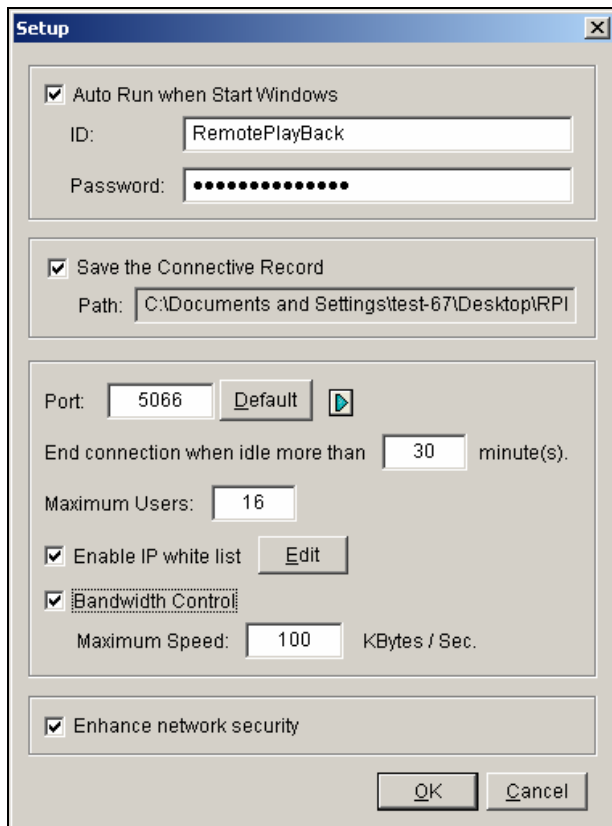 Setup
Auto Run when Start Windows
ID: RemotePlayBack
Password: ●●●●●●●●●●●●●●
Save the Connective Record
Path: C:\Documents and Settings\test-67\Desktop\RPI
Port: 5066 Default
End connection when idle more than 30 minute(s).
Maximum Users: 16
Enable IP white list Edit
Bandwidth Control
Maximum Speed: 100 KBytes / Sec.
Enhance network security
OK Cancel